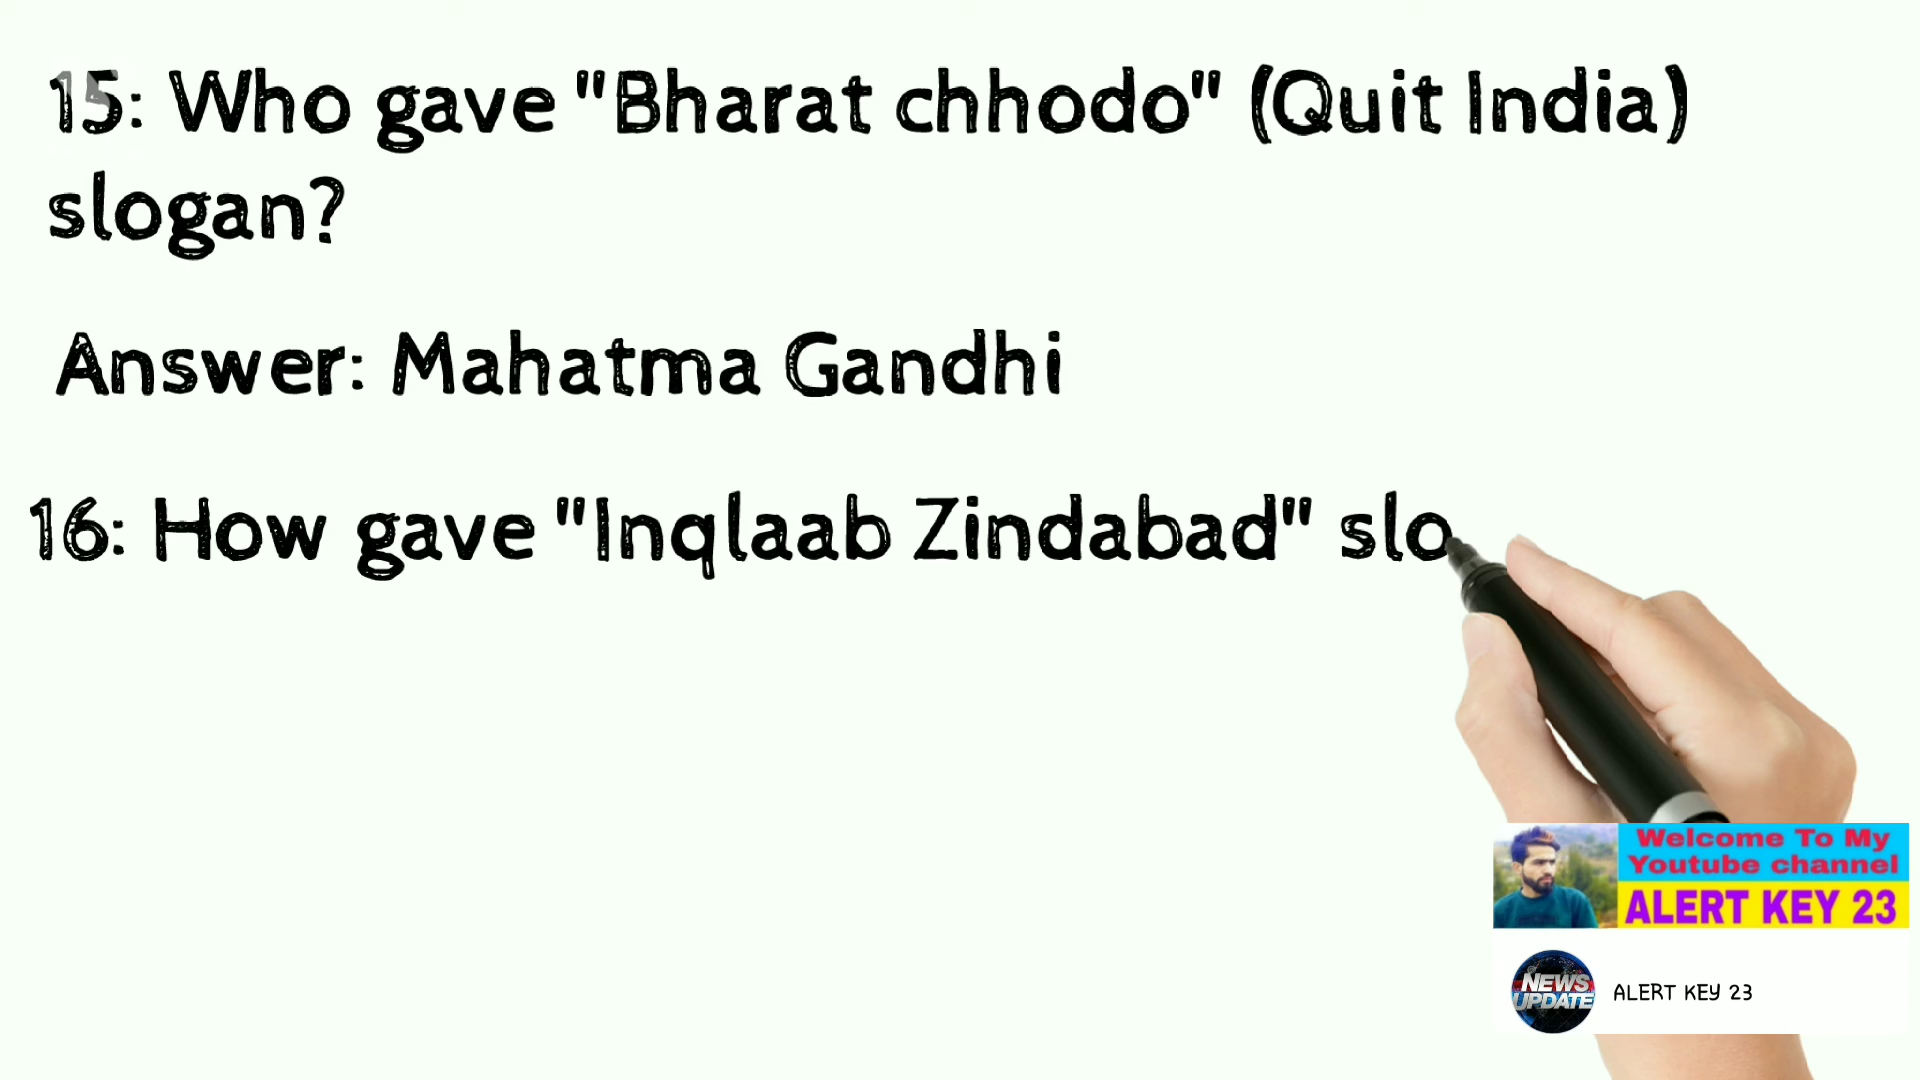 15: Who gave "Bharat chhodo" (Quit India)
slogan?
Answer: Mahatma Gandhi
16: How gave "Inqlaab Zindabad" slo
Welcome To My
Youtube channel
ALERT KEY 23
NEWS
UPDATE
ALERT KEY 23